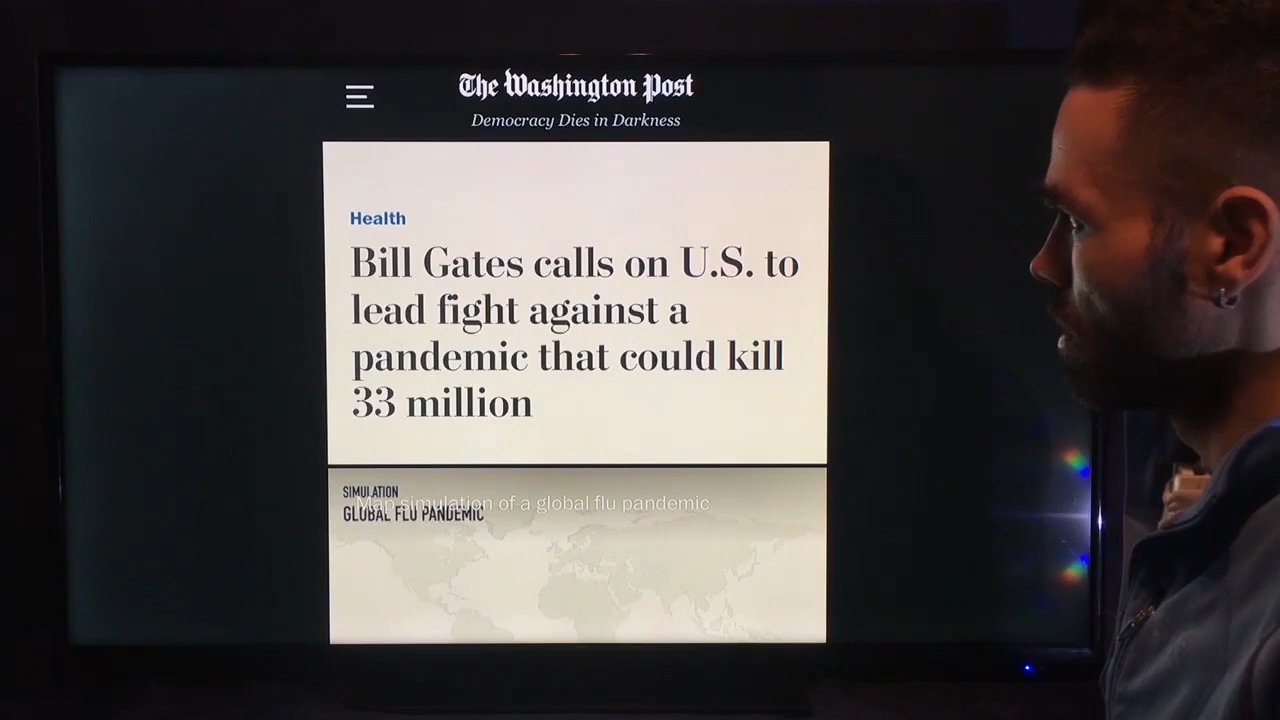 The Washington Post
Democracy Dies in Darkness
Health
Bill Gates calls on U.S. to
lead fight against a
pandemic that could kill
33 million
SIMULATION
Map simulation of a global flu pandemic
GLOBAL FLU PANDEMIC